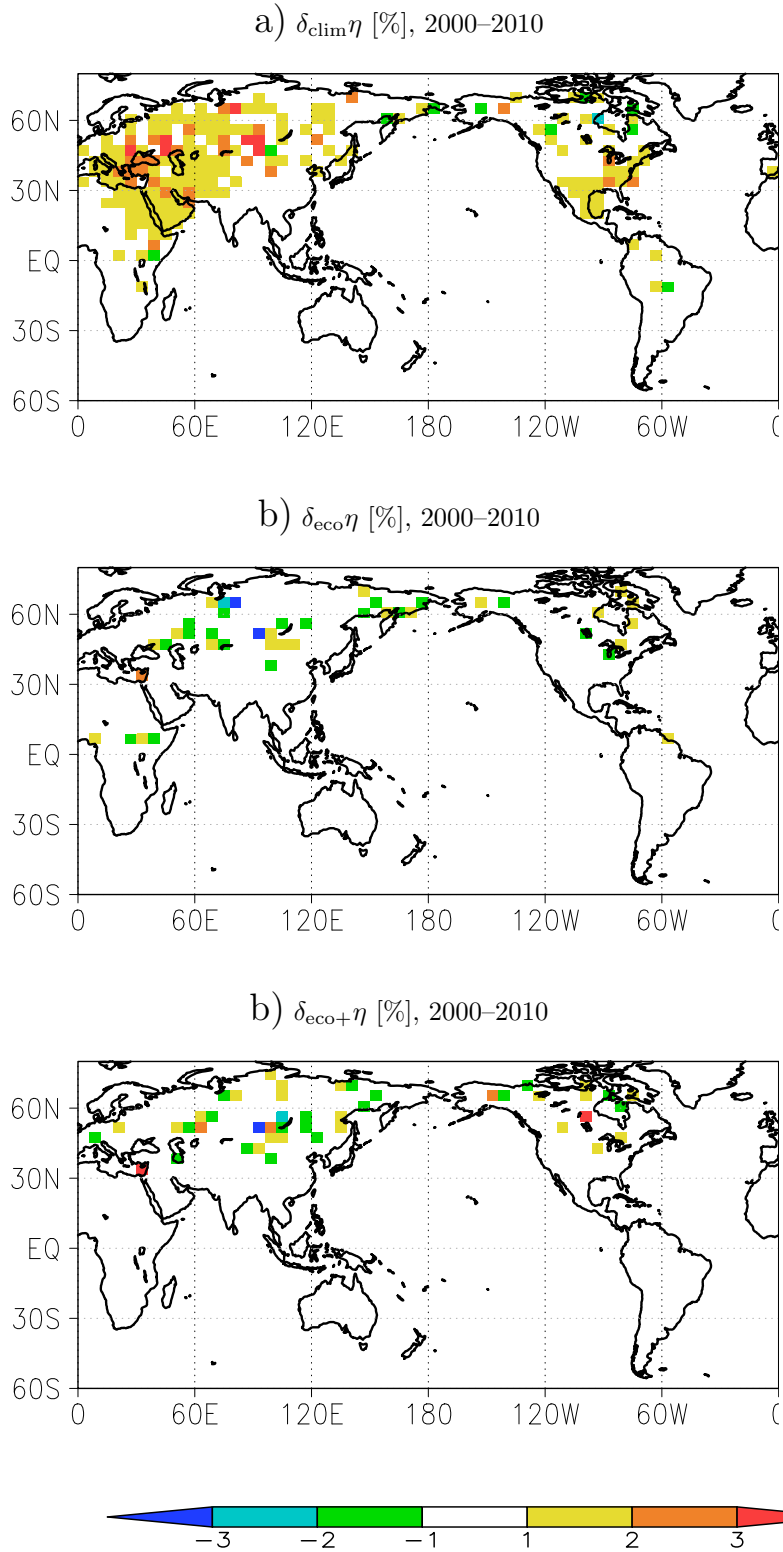 a) δclimη [%], 2000–2010
60N
30N
EQ
30S
60S
0 60E 120E 180 120W 60W 0
b) δecoη [%], 2000–2010
60N
30N
EQ
30S
60S
0 60E 120E 180 120W 60W 0
b) δeco+η [%], 2000–2010
60N
30N
EQ
30S
60S
0 60E 120E 180 120W 60W 0
−3 −2 −1 1 2 3